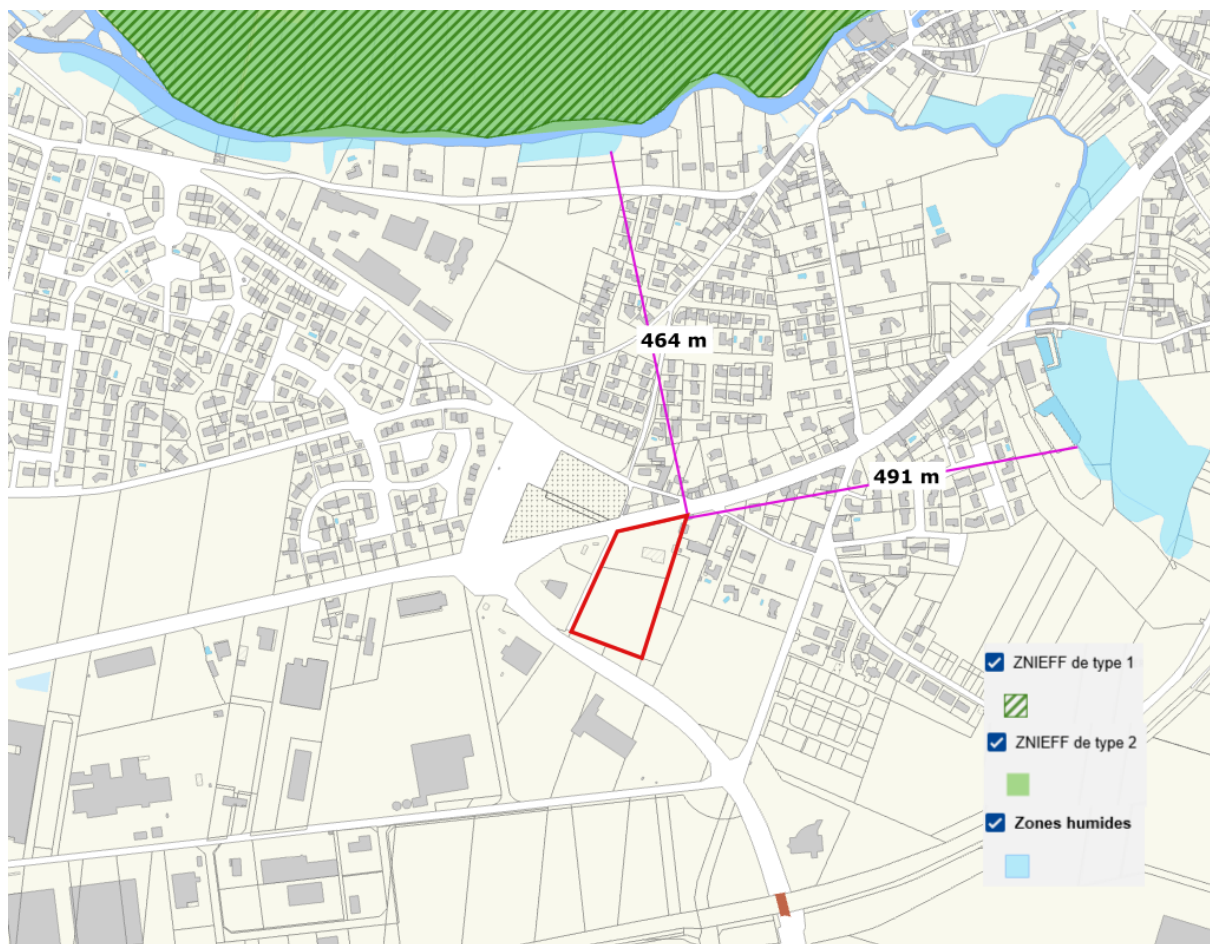 464 m
491 m
ZNIEFF de type 1
ZNIEFF de type 2
Zones humides